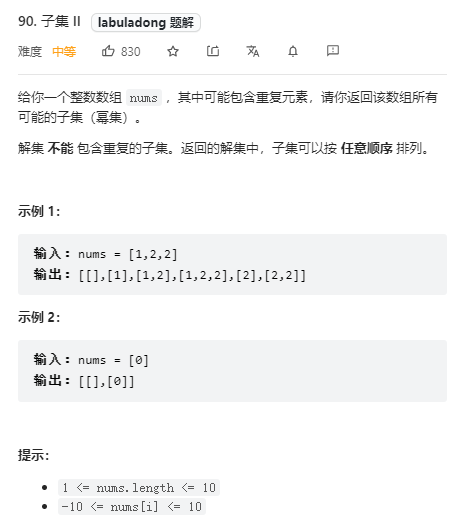 90. 子集 II labuladong 题解
难度 中等 830
给你一个整数数组 nums ，其中可能包含重复元素，请你返回该数组所有
可能的子集（幂集）。
解集 不能 包含重复的子集。返回的解集中，子集可以按 任意顺序 排列。
示例 1：
输入：nums = [1,2,2]
输出：[[],[1],[1,2],[1,2,2],[2],[2,2]]
示例 2：
输入：nums = [0]
输出：[[],[0]]
提示：
1 <= nums.length <= 10
-10 <= nums[i] <= 10